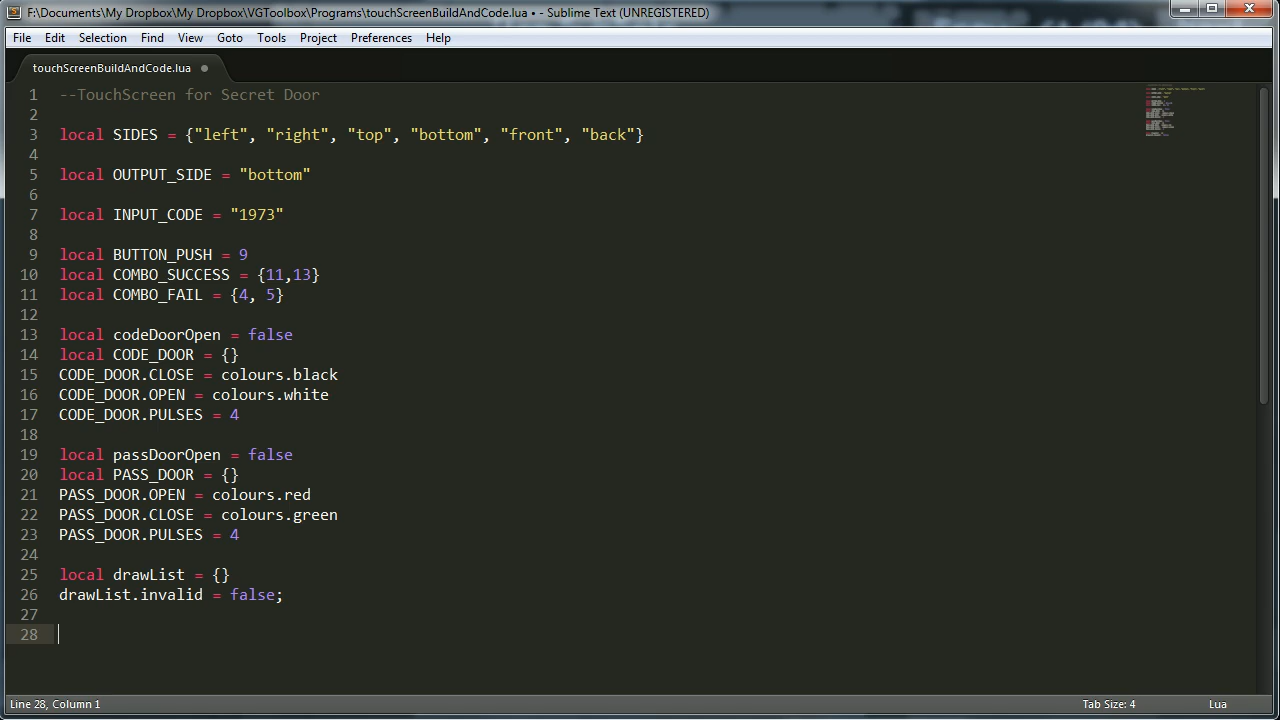 F:\Documents\My Dropbox\My Dropbox\VGToolbox\Programs\touchScreenBuildAndCode.lua • - Sublime Text (UNREGISTERED)
File Edit Selection Find View Goto Tools Project Preferences Help
touchScreenBuildAndCode.lua
1 --TouchScreen for Secret Door
2
3 local SIDES = {"left", "right", "top", "bottom", "front", "back"}
4
5 local OUTPUT_SIDE = "bottom"
6
7 local INPUT_CODE = "1973"
8
9 local BUTTON_PUSH = 9
10 local COMBO_SUCCESS = {11,13}
11 local COMBO_FAIL = {4, 5}
12
13 local codeDoorOpen = false
14 local CODE_DOOR = {}
15 CODE_DOOR.CLOSE = colours.black
16 CODE_DOOR.OPEN = colours.white
17 CODE_DOOR.PULSES = 4
18
19 local passDoorOpen = false
20 local PASS_DOOR = {}
21 PASS_DOOR.OPEN = colours.red
22 PASS_DOOR.CLOSE = colours.green
23 PASS_DOOR.PULSES = 4
24
25 local drawList = {}
26 drawList.invalid = false;
27
28
Line 28, Column 1 Tab Size: 4 Lua